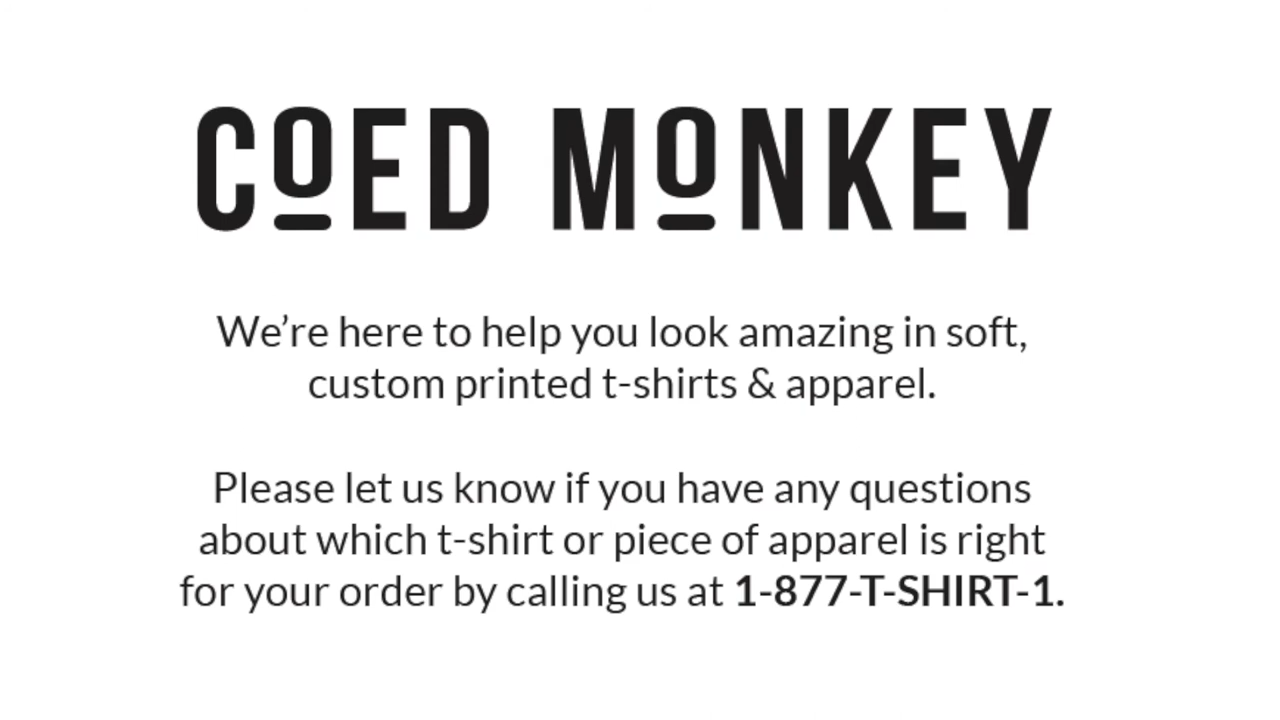 COED MONKEY
We’re here to help you look amazing in soft,
custom printed t-shirts & apparel.
Please let us know if you have any questions
about which t-shirt or piece of apparel is right
for your order by calling us at 1-877-T-SHIRT-1.